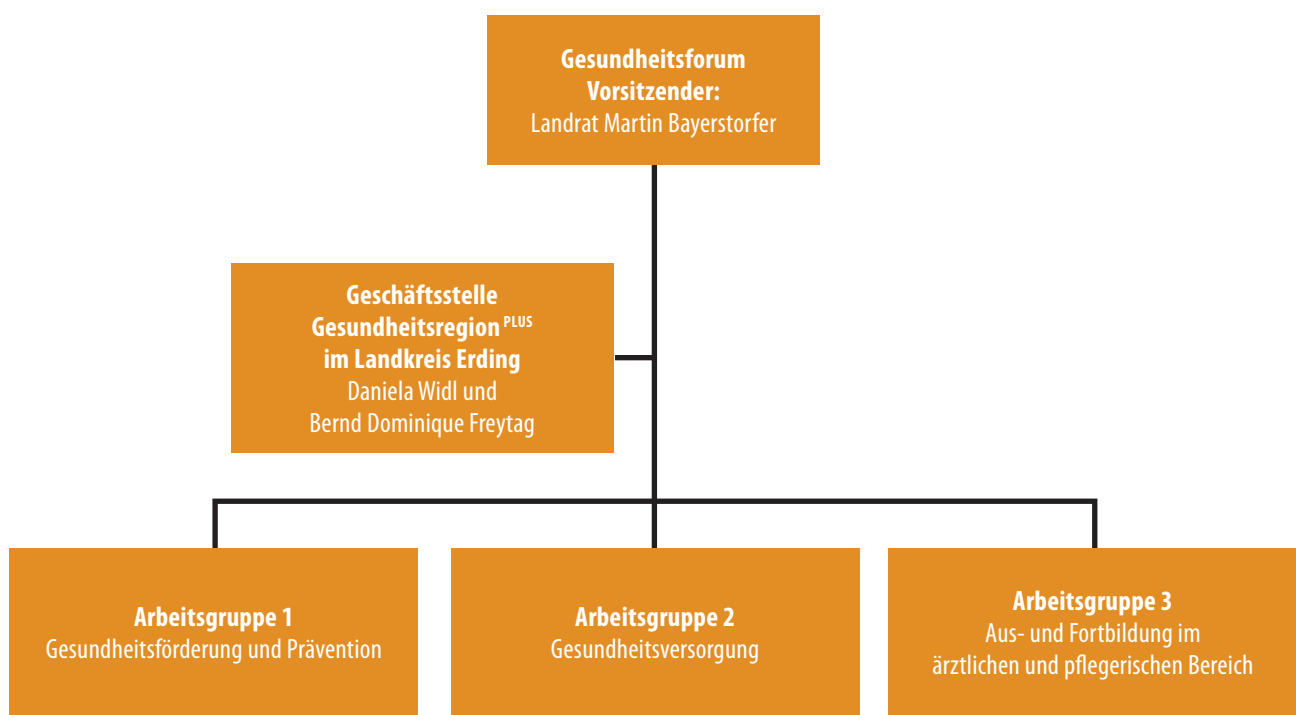 Gesundheitsforum
Vorsitzender:
Landrat Martin Bayerstorfer
Geschäftsstelle
Gesundheitsregion PLUS
im Landkreis Erding
Daniela Widl und
Bernd Dominique Freytag
Arbeitsgruppe 1
Gesundheitsförderung und Prävention
Arbeitsgruppe 2
Gesundheitsversorgung
Arbeitsgruppe 3
Aus- und Fortbildung im
ärztlichen und pflegerischen Bereich